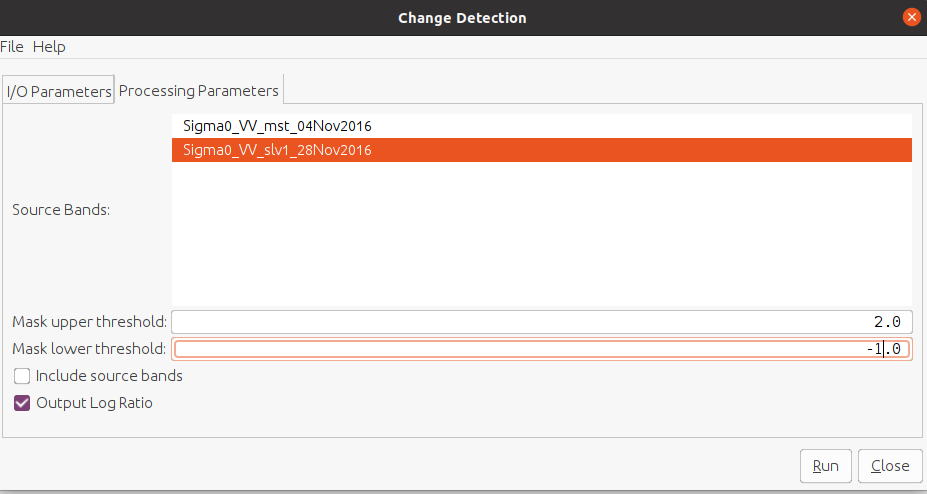 Change Detection
File Help
I/O Parameters Processing Parameters
Sigma0_VV_mst_04Nov2016
Sigma0_VV_slv1_28Nov2016
Source Bands:
Mask upper threshold: 2.0
Mask lower threshold: -1.0
Include source bands
Output Log Ratio
Run Close